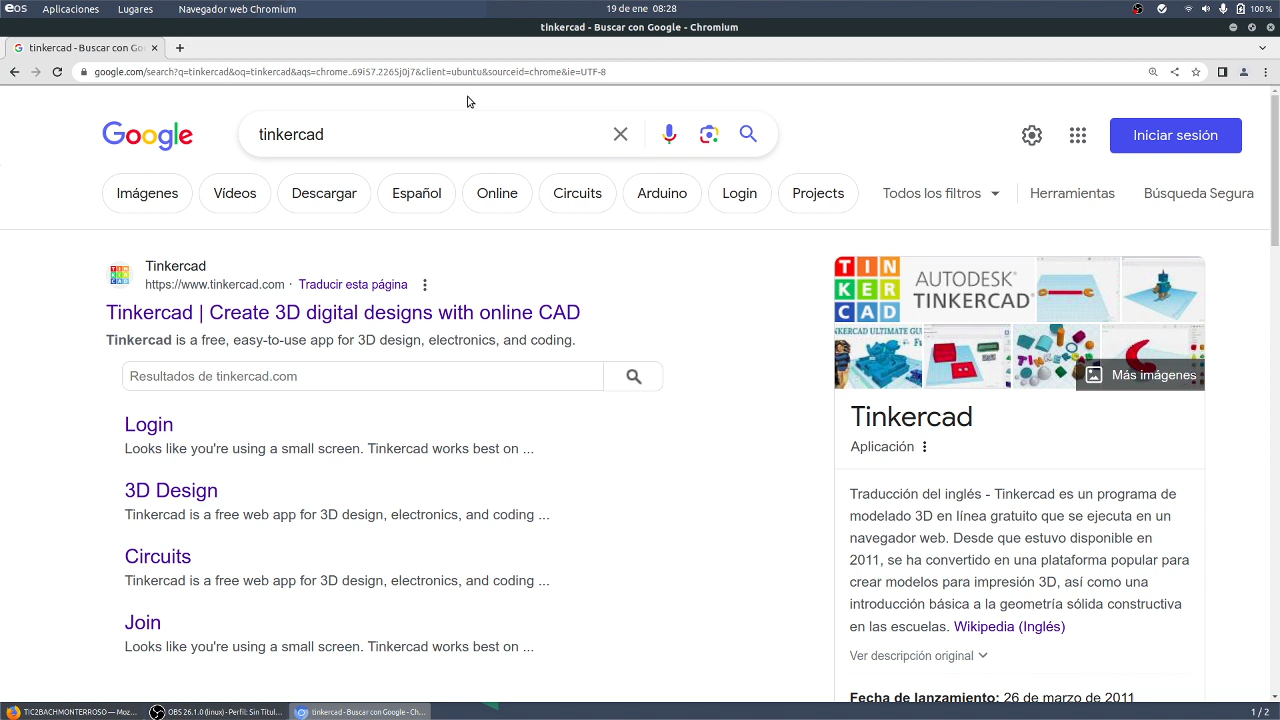 eos Aplicaciones Lugares Navegador web Chromium 19 de ene 08:28 100 %
tinkercad - Buscar con Google - Chromium
tinkercad - Buscar con Go
google.com/search?q=tinkercad&oq=tinkercad&aqs=chrome..69i57.2265j0j7&client=ubuntu&sourceid=chrome&ie=UTF-8
Google tinkercad Iniciar sesión
Imágenes Vídeos Descargar Español Online Circuits Arduino Login Projects Todos los filtros Herramientas Búsqueda Segura
Tinkercad
https://www.tinkercad.com · Traducir esta página
Tinkercad | Create 3D digital designs with online CAD
Tinkercad is a free, easy-to-use app for 3D design, electronics, and coding.
Resultados de tinkercad.com
Login
Looks like you're using a small screen. Tinkercad works best on ...
3D Design
Tinkercad is a free web app for 3D design, electronics, and coding ...
Circuits
Tinkercad is a free web app for 3D design, electronics, and coding ...
Join
Looks like you're using a small screen. Tinkercad works best on ...
TIN
KER
CAD
AUTODESK®
TINKERCAD
Más imágenes
Tinkercad
Aplicación
Traducción del inglés - Tinkercad es un programa de
modelado 3D en línea gratuito que se ejecuta en un
navegador web. Desde que estuvo disponible en
2011, se ha convertido en una plataforma popular para
crear modelos para impresión 3D, así como una
introducción básica a la geometría sólida constructiva
en las escuelas. Wikipedia (Inglés)
Ver descripción original
Fecha de lanzamiento: 26 de marzo de 2011
TIC2BACHMONTERROSO — Moz... OBS 26.1.0 (linux) - Perfil: Sin Titul... tinkercad - Buscar con Google - Ch... 1 / 2